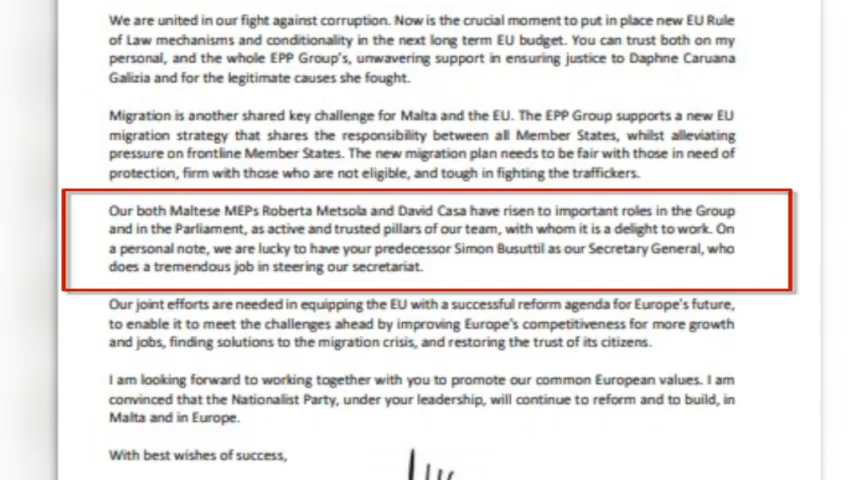 We are united in our fight against corruption. Now is the crucial moment to put in place new EU Rule
of Law mechanisms and conditionality in the next long term EU budget. You can trust both on my
personal, and the whole EPP Group's, unwavering support in ensuring justice to Daphne Caruana
Galizia and for the legitimate causes she fought.
Migration is another shared key challenge for Malta and the EU. The EPP Group supports a new EU
migration strategy that shares the responsibility between all Member States, whilst alleviating
pressure on frontline Member States. The new migration plan needs to be fair with those in need of
protection, firm with those who are not eligible, and tough in fighting the traffickers.
Our both Maltese MEPs Roberta Metsola and David Casa have risen to important roles in the Group
and in the Parliament, as active and trusted pillars of our team, with whom it is a delight to work. On
a personal note, we are lucky to have your predecessor Simon Busuttil as our Secretary General, who
does a tremendous job in steering our secretariat.
Our joint efforts are needed in equipping the EU with a successful reform agenda for Europe's future,
to enable it to meet the challenges ahead by improving Europe's competitiveness for more growth
and jobs, finding solutions to the migration crisis, and restoring the trust of its citizens.
I am looking forward to working together with you to promote our common European values. I am
convinced that the Nationalist Party, under your leadership, will continue to reform and to build, in
Malta and in Europe.
With best wishes of success,